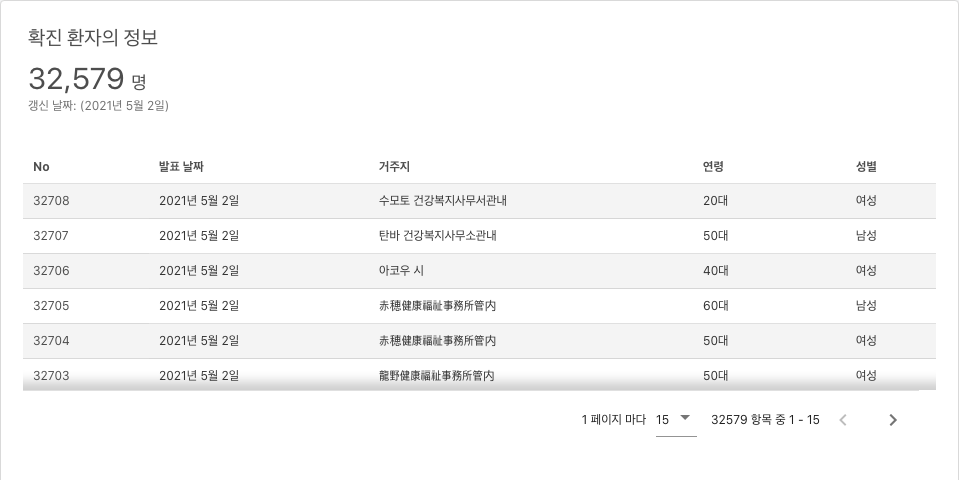 확진 환자의 정보
32,579 명
갱신 날짜: (2021년 5월 2일)
No 발표 날짜 거주지 연령 성별
32708 2021년 5월 2일 수모토 건강복지사무서관내 20대 여성
32707 2021년 5월 2일 탄바 건강복지사무소관내 50대 남성
32706 2021년 5월 2일 아코우 시 40대 여성
32705 2021년 5월 2일 赤穂健康福祉事務所管内 60대 남성
32704 2021년 5월 2일 赤穂健康福祉事務所管内 50대 여성
32703 2021년 5월 2일 龍野健康福祉事務所管内 50대 여성
1 페이지 마다 15 32579 항목 중 1 - 15